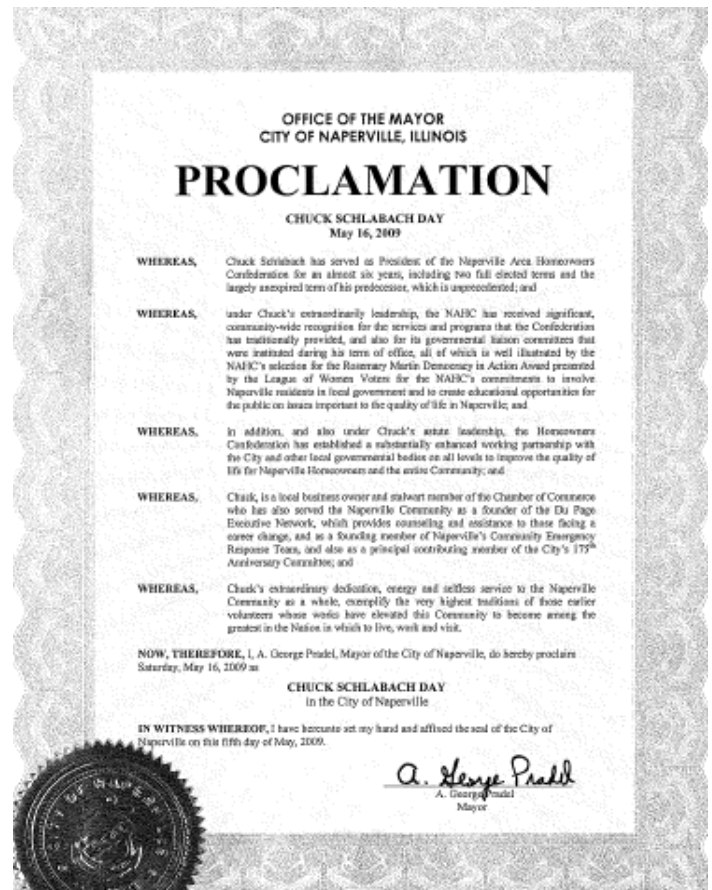 OFFICE OF THE MAYOR
CITY OF NAPERVILLE, ILLINOIS
PROCLAMATION
CHUCK SCHLABACH DAY
May 16, 2009
WHEREAS, Chuck Schlabach has served as President of the Naperville Area Homeowners
Confederation for an almost six years, including two full elected terms and the
largely unexpired term of his predecessor, which is unprecedented; and
WHEREAS, under Chuck's extraordinarily leadership, the NAHC has received significant,
community-wide recognition for the services and programs that the Confederation
has traditionally provided, and also for its governmental liaison committees that
were instituted during his term of office, all of which is well illustrated by the
NAHC's selection for the Rosemary Martin Democracy in Action Award presented
by the League of Women Voters for the NAHC's commitments to involve
Naperville residents in local government and to create educational opportunities for
the public on issues important to the quality of life in Naperville; and
WHEREAS, in addition, and also under Chuck's astute leadership, the Homeowners
Confederation has established a substantially enhanced working partnership with
the City and other local governmental bodies on all levels to improve the quality of
life for Naperville Homeowners and the entire Community; and
WHEREAS, Chuck, is a local business owner and stalwart member of the Chamber of Commerce
who has also served the Naperville Community as a founder of the Du Page
Executive Network, which provides counseling and assistance to those facing a
career change, and as a founding member of Naperville's Community Emergency
Response Team, and also as a principal contributing member of the City's 175th
Anniversary Committee; and
WHEREAS, Chuck's extraordinary dedication, energy and selfless service to the Naperville
Community as a whole, exemplify the very highest traditions of those earlier
volunteers whose works have elevated this Community to become among the
greatest in the Nation in which to live, work and visit.
NOW, THEREFORE, I, A. George Pradel, Mayor of the City of Naperville, do hereby proclaim
Saturday, May 16, 2009 as
CHUCK SCHLABACH DAY
in the City of Naperville
IN WITNESS WHEREOF, I have hereunto set my hand and affixed the seal of the City of
Naperville on this fifth day of May, 2009.
A. George Pradel
A. George Pradel
Mayor
CITY OF NAPERVI